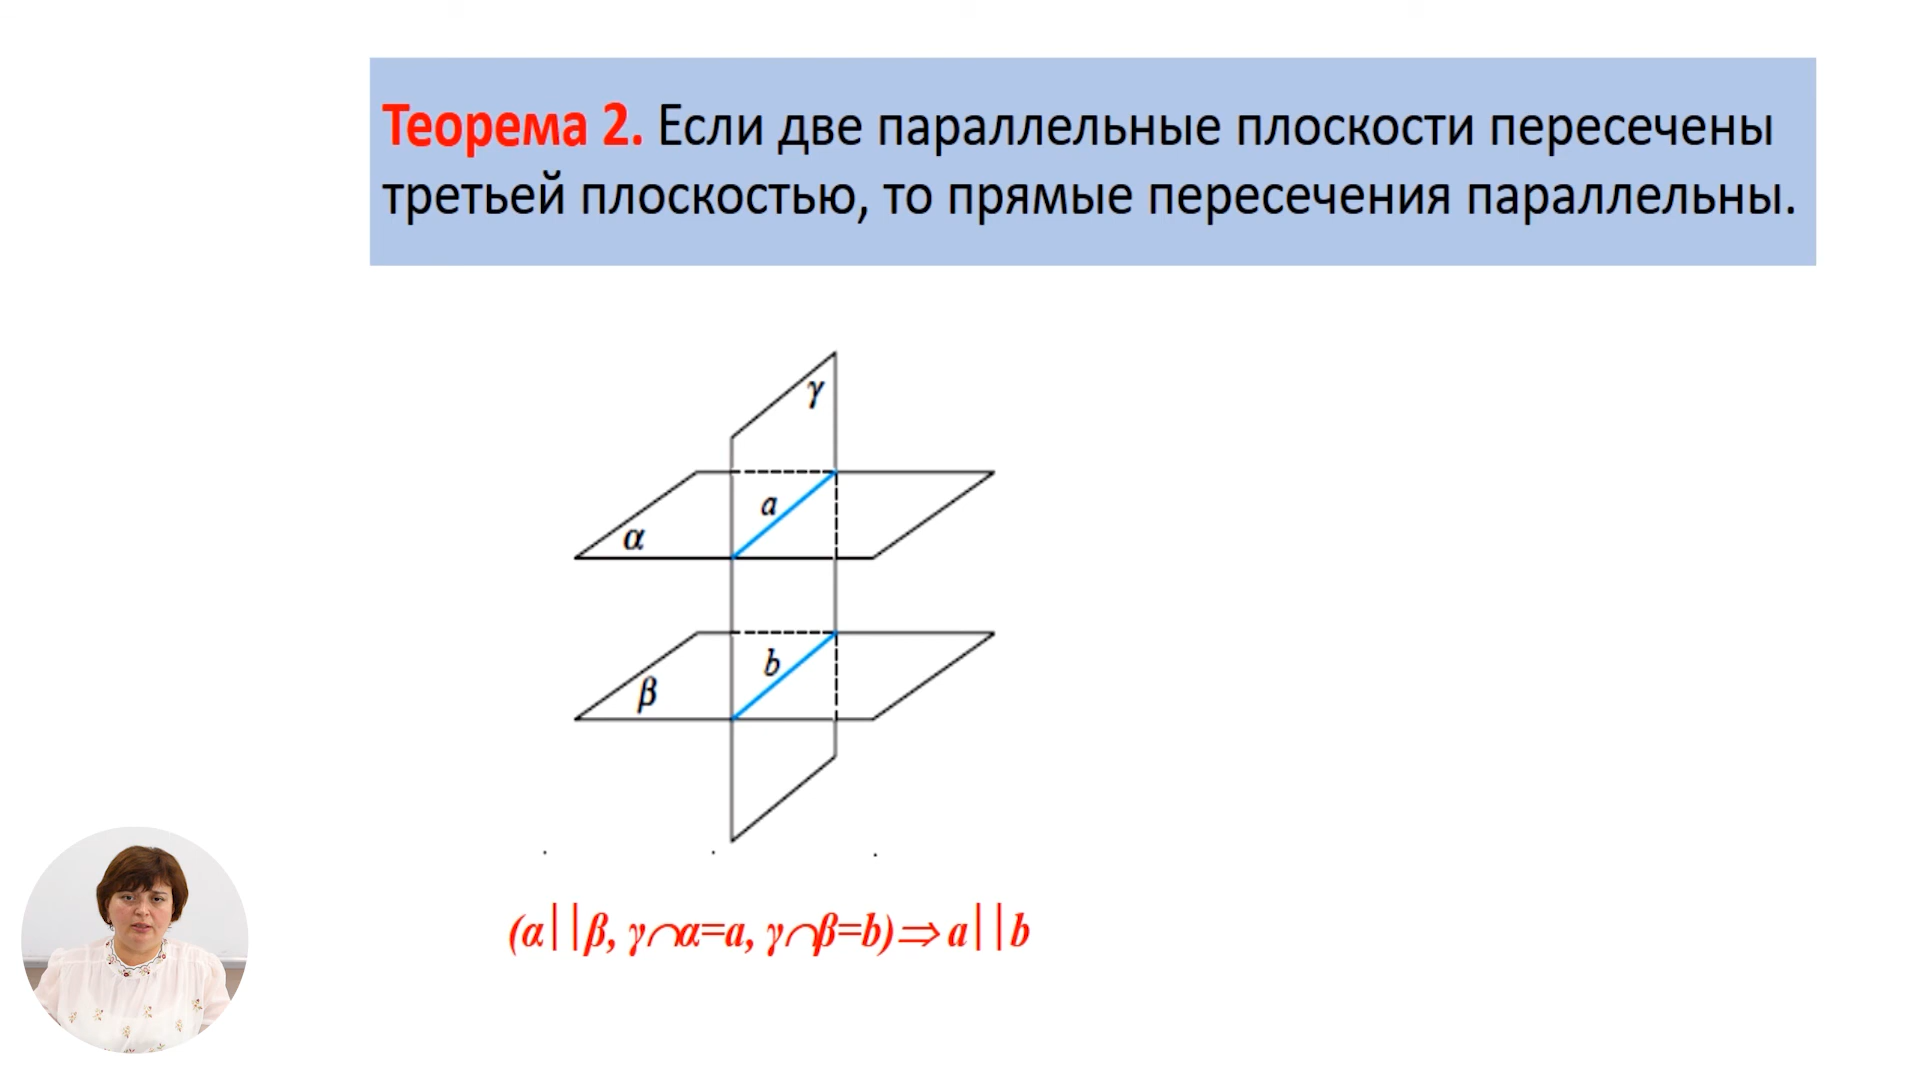 Теорема 2. Если две параллельные плоскости пересечены
третьей плоскостью, то прямые пересечения параллельны.
γ
a
α
b
β
(α||β, γ∩α=a, γ∩β=b)⇒ a||b